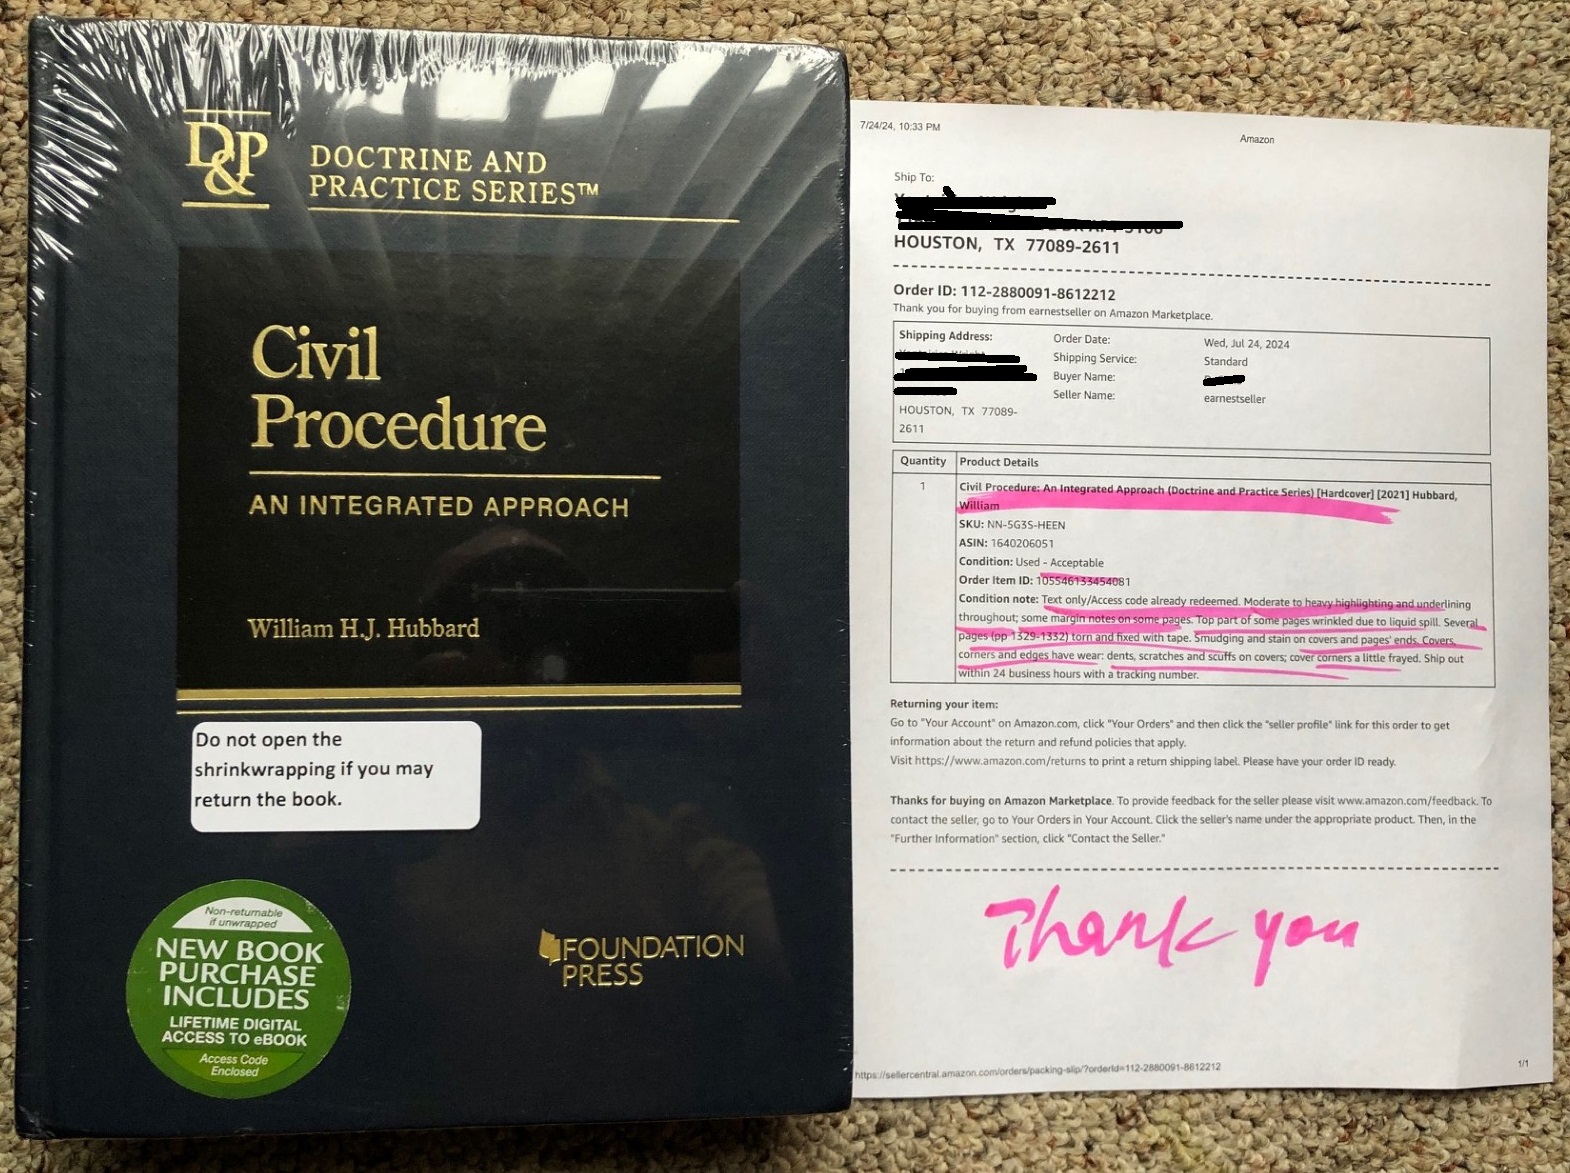 D&P
DOCTRINE AND
PRACTICE SERIES™
Civil
Procedure
AN INTEGRATED APPROACH
William H.J. Hubbard
Do not open the
shrinkwrapping if you may
return the book.
Non-returnable
if unwrapped
NEW BOOK
PURCHASE
INCLUDES
LIFETIME DIGITAL
ACCESS TO eBOOK
Access Code
Enclosed
FOUNDATION
PRESS
7/24/24, 10:33 PM
Amazon
Ship To:
HOUSTON, TX 77089-2611
Order ID: 112-2880091-8612212
Thank you for buying from earnestseller on Amazon Marketplace.
Shipping Address:
HOUSTON, TX 77089-
2611
Order Date: Wed, Jul 24, 2024
Shipping Service: Standard
Buyer Name:
Seller Name: earnestseller
Quantity Product Details
1 Civil Procedure: An Integrated Approach (Doctrine and Practice Series) [Hardcover] [2021] Hubbard,
William
SKU: NN-5G3S-HEEN
ASIN: 1640206051
Condition: Used - Acceptable
Order Item ID: 105546133454081
Condition note: Text only/Access code already redeemed. Moderate to heavy highlighting and underlining
throughout; some margin notes on some pages. Top part of some pages wrinkled due to liquid spill. Several
pages (pp 1329-1332) torn and fixed with tape. Smudging and stain on covers and pages' ends. Covers,
corners and edges have wear: dents, scratches and scuffs on covers; cover corners a little frayed. Ship out
within 24 business hours with a tracking number.
Returning your item:
Go to "Your Account" on Amazon.com, click "Your Orders" and then click the "seller profile" link for this order to get
information about the return and refund policies that apply.
Visit https://www.amazon.com/returns to print a return shipping label. Please have your order ID ready.
Thanks for buying on Amazon Marketplace. To provide feedback for the seller please visit www.amazon.com/feedback. To
contact the seller, go to Your Orders in Your Account. Click the seller's name under the appropriate product. Then, in the
"Further Information" section, click "Contact the Seller."
Thank you
https://sellercentral.amazon.com/orders/packing-slip/?orderId=112-2880091-8612212
1/1